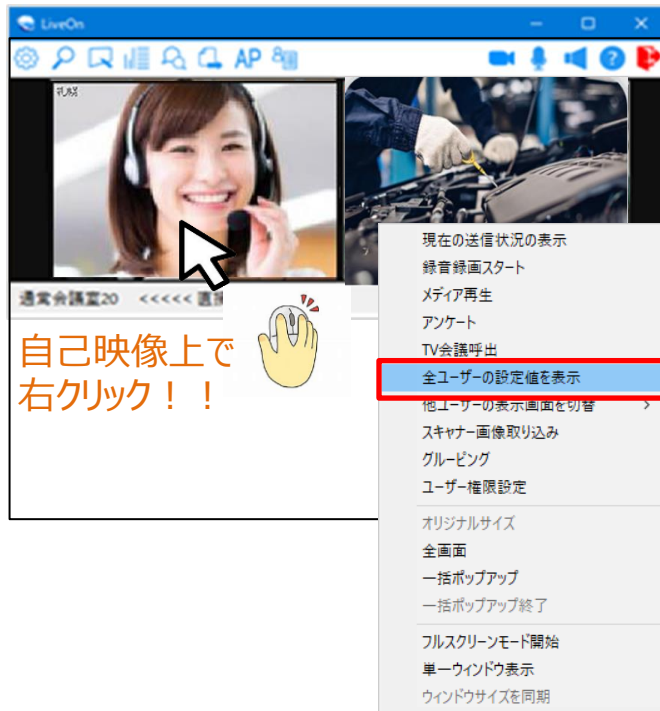 LiveOn
AP
札幌
通常会議室20 <<<<<
自己映像上で
右クリック！！
現在の送信状況の表示
録音録画スタート
メディア再生
アンケート
TV会議呼出
全ユーザーの設定値を表示
他ユーザーの表示画面を切替
スキャナー画像取り込み
グルーピング
ユーザー権限設定
オリジナルサイズ
全画面
一括ポップアップ
一括ポップアップ終了
フルスクリーンモード開始
単一ウィンドウ表示
ウィンドウサイズを同期